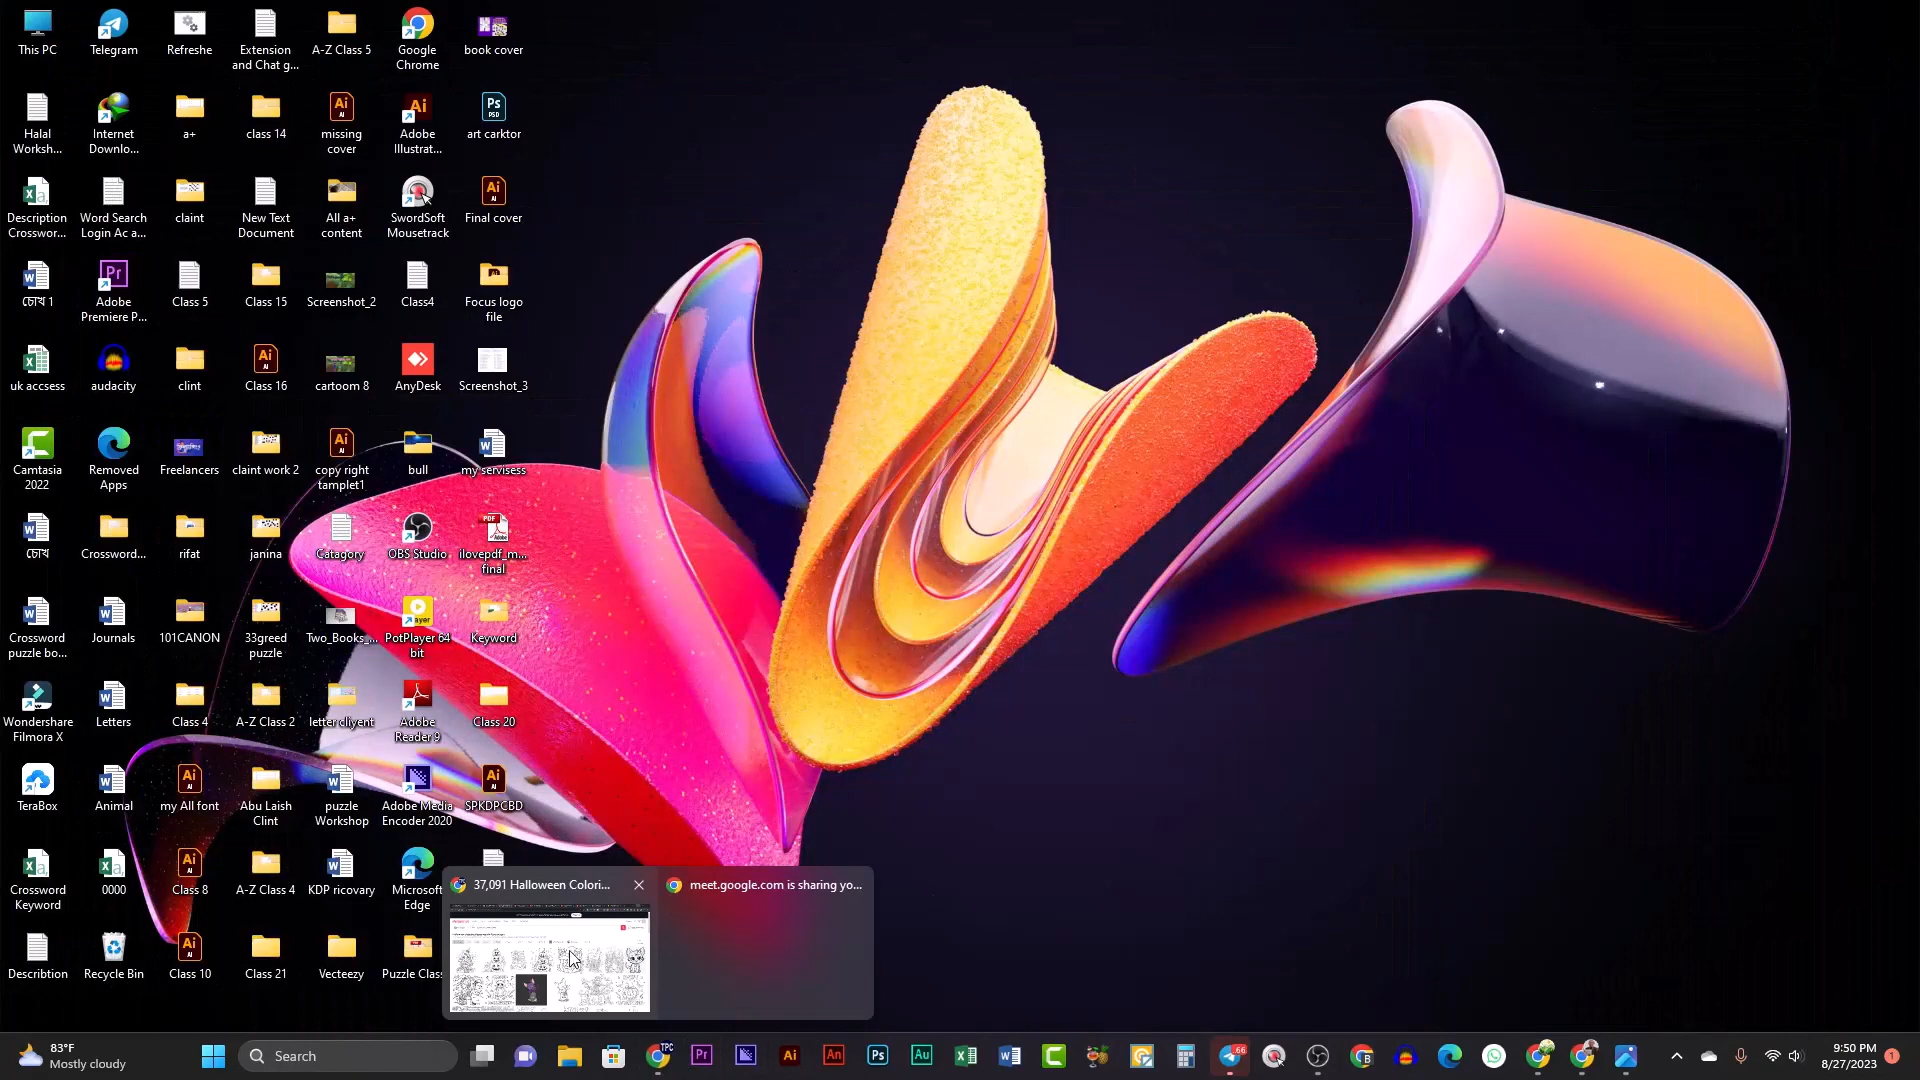 This PC
Telegram
Refreshe
Extension
and Chat g...
A-Z Class 5
Google
Chrome
book cover
Halal
Worksh...
Internet
Downlo...
a+
class 14
missing
cover
Adobe
Illustrat...
art carktor
Description
Crosswor...
Word Search
Login Ac a...
claint
New Text
Document
All a+
content
SwordSoft
Mousetrack
Final cover
চোখ 1
Adobe
Premiere P...
Class 5
Class 15
Screenshot_2
Class4
Focus logo
file
uk accsess
audacity
clint
Class 16
cartoom 8
AnyDesk
Screenshot_3
Camtasia
2022
Removed
Apps
Freelancers
claint work 2
copy right
tamplet1
bull
my servisess
চোখ
Crossword...
rifat
janina
Catagory
OBS Studio
ilovepdf_m...
final
Crossword
puzzle bo...
Journals
101CANON
33greed
puzzle
Two_Books_...
PotPlayer 64
bit
Keyword
Wondershare
Filmora X
Letters
Class 4
A-Z Class 2
letter cliyent
Adobe
Reader 9
Class 20
TeraBox
Animal
my All font
Abu Laish
Clint
puzzle
Workshop
Adobe Media
Encoder 2020
SPKDPCBD
Crossword
Keyword
0000
Class 8
A-Z Class 4
KDP ricovary
Microsoft
Edge
37,091 Halloween Colori...
meet.google.com is sharing yo...
Describtion
Recycle Bin
Class 10
Class 21
Vecteezy
Puzzle Clas
83°F
Mostly cloudy
Search
9:50 PM
8/27/2023